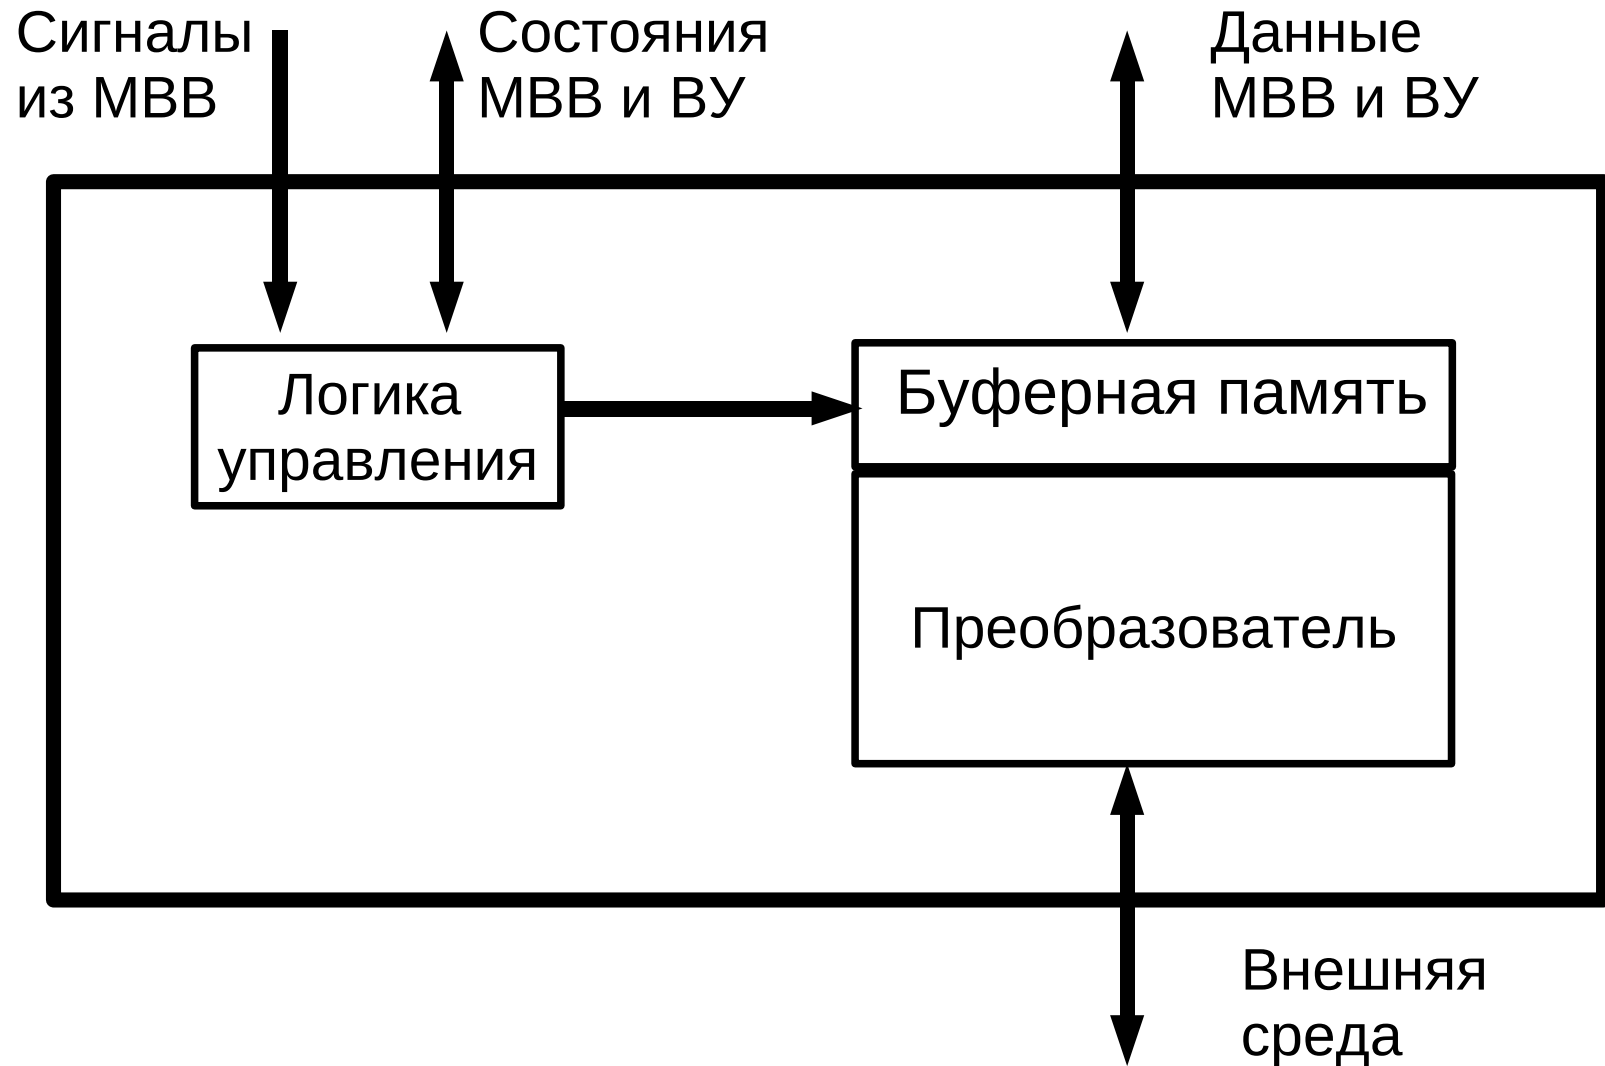 Сигналы
из МВВ
Состояния
МВВ и ВУ
Данные
МВВ и ВУ
Логика
управления
Буферная память
Преобразователь
Внешняя
среда